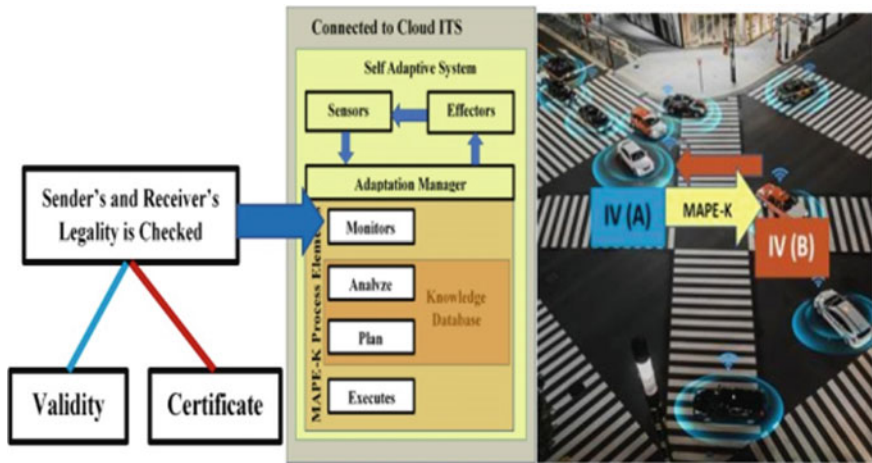 Sender's and Receiver's
Legality is Checked
Validity
Certificate
Connected to Cloud ITS
Self Adaptive System
Sensors
Effectors
Adaptation Manager
MAPE-K Process Elemen
Monitors
Analyze
Plan
Executes
Knowledge
Database
IV (A)
MAPE-K
IV (B)